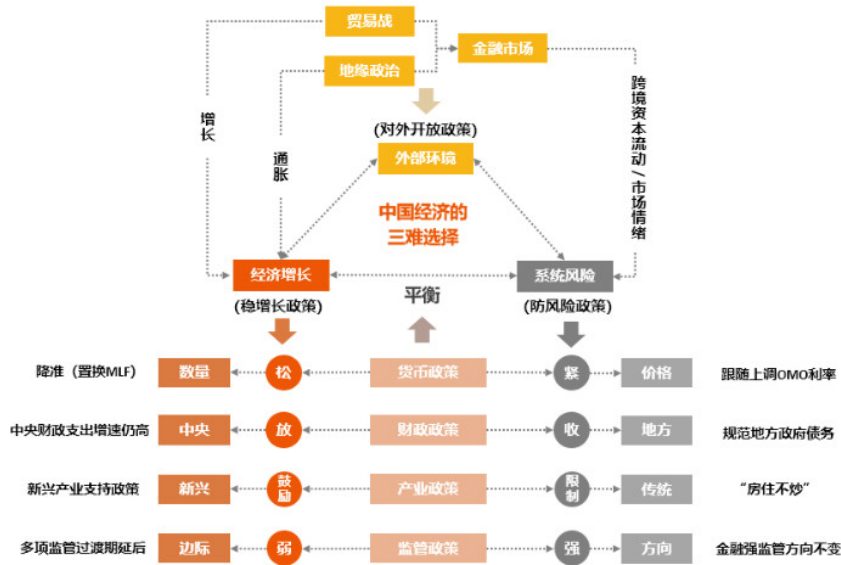 贸易战
金融市场
地缘政治
增长
通胀
跨境资本流动/市场情绪
(对外开放政策)
外部环境
中国经济的
三难选择
经济增长
系统风险
(稳增长政策)
平衡
(防风险政策)
降准（置换MLF） 数量 松 货币政策 紧 价格 跟随上调OMO利率
中央财政支出增速仍高 中央 放 财政政策 收 地方 规范地方政府债务
新兴产业支持政策 新兴 鼓励 产业政策 限制 传统 “房住不炒”
多项监管过渡期延后 边际 弱 监管政策 强 方向 金融强监管方向不变